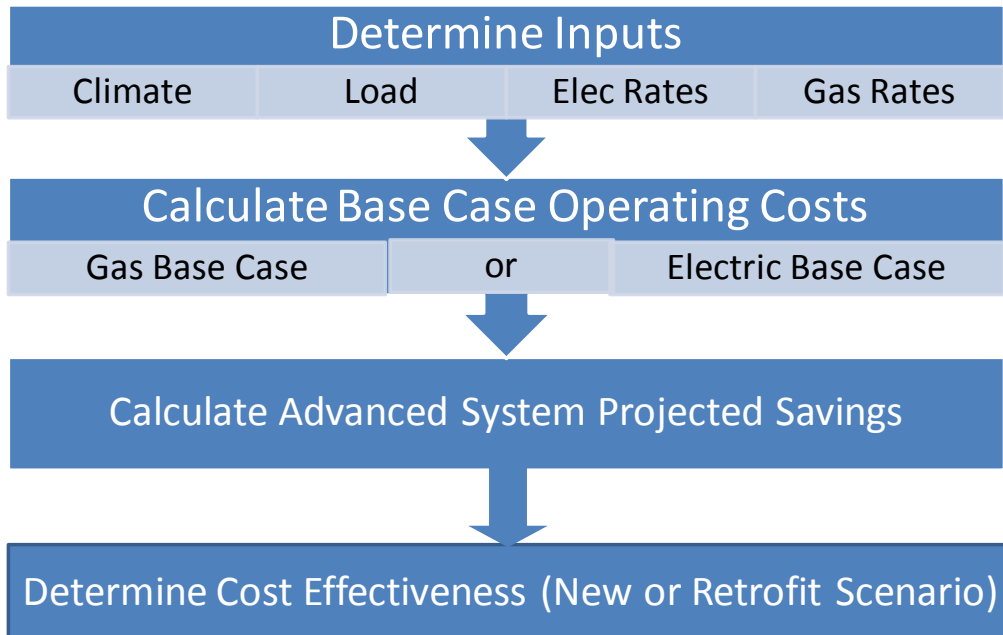 Determine Inputs
Climate Load Elec Rates Gas Rates
Calculate Base Case Operating Costs
Gas Base Case or Electric Base Case
Calculate Advanced System Projected Savings
Determine Cost Effectiveness (New or Retrofit Scenario)